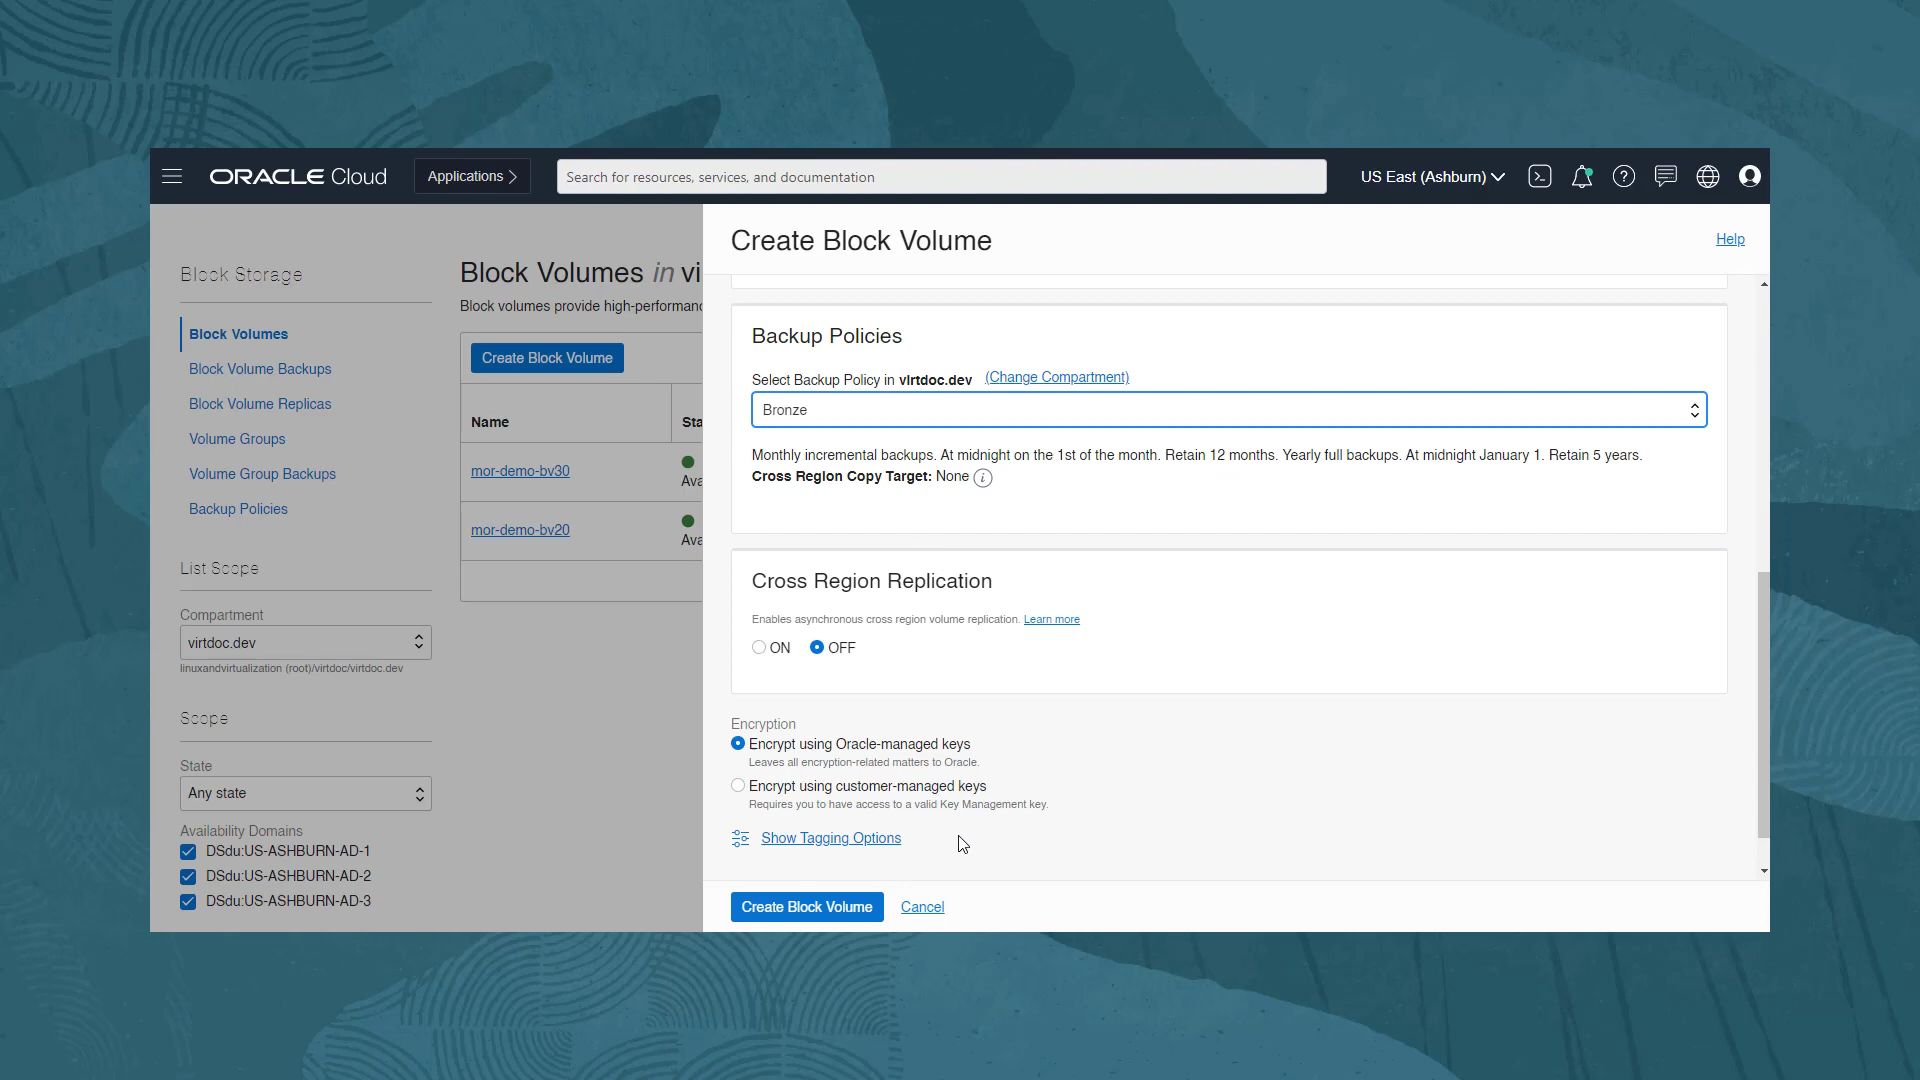 ORACLE Cloud
Applications
Search for resources, services, and documentation
US East (Ashburn)
Block Storage
Block Volumes
Block Volume Backups
Block Volume Replicas
Volume Groups
Volume Group Backups
Backup Policies
List Scope
Compartment
virtdoc.dev
linuxandvirtualization (root)/virtdoc/virtdoc.dev
Scope
State
Any state
Availability Domains
DSdu:US-ASHBURN-AD-1
DSdu:US-ASHBURN-AD-2
DSdu:US-ASHBURN-AD-3
Block Volumes in vi
Block volumes provide high-performanc
Create Block Volume
Name Sta
mor-demo-bv30
Ava
mor-demo-bv20
Ava
Create Block Volume
Help
Backup Policies
Select Backup Policy in virtdoc.dev (Change Compartment)
Bronze
Monthly incremental backups. At midnight on the 1st of the month. Retain 12 months. Yearly full backups. At midnight January 1. Retain 5 years.
Cross Region Copy Target: None i
Cross Region Replication
Enables asynchronous cross region volume replication. Learn more
ON OFF
Encryption
Encrypt using Oracle-managed keys
Leaves all encryption-related matters to Oracle.
Encrypt using customer-managed keys
Requires you to have access to a valid Key Management key.
Show Tagging Options
Create Block Volume Cancel